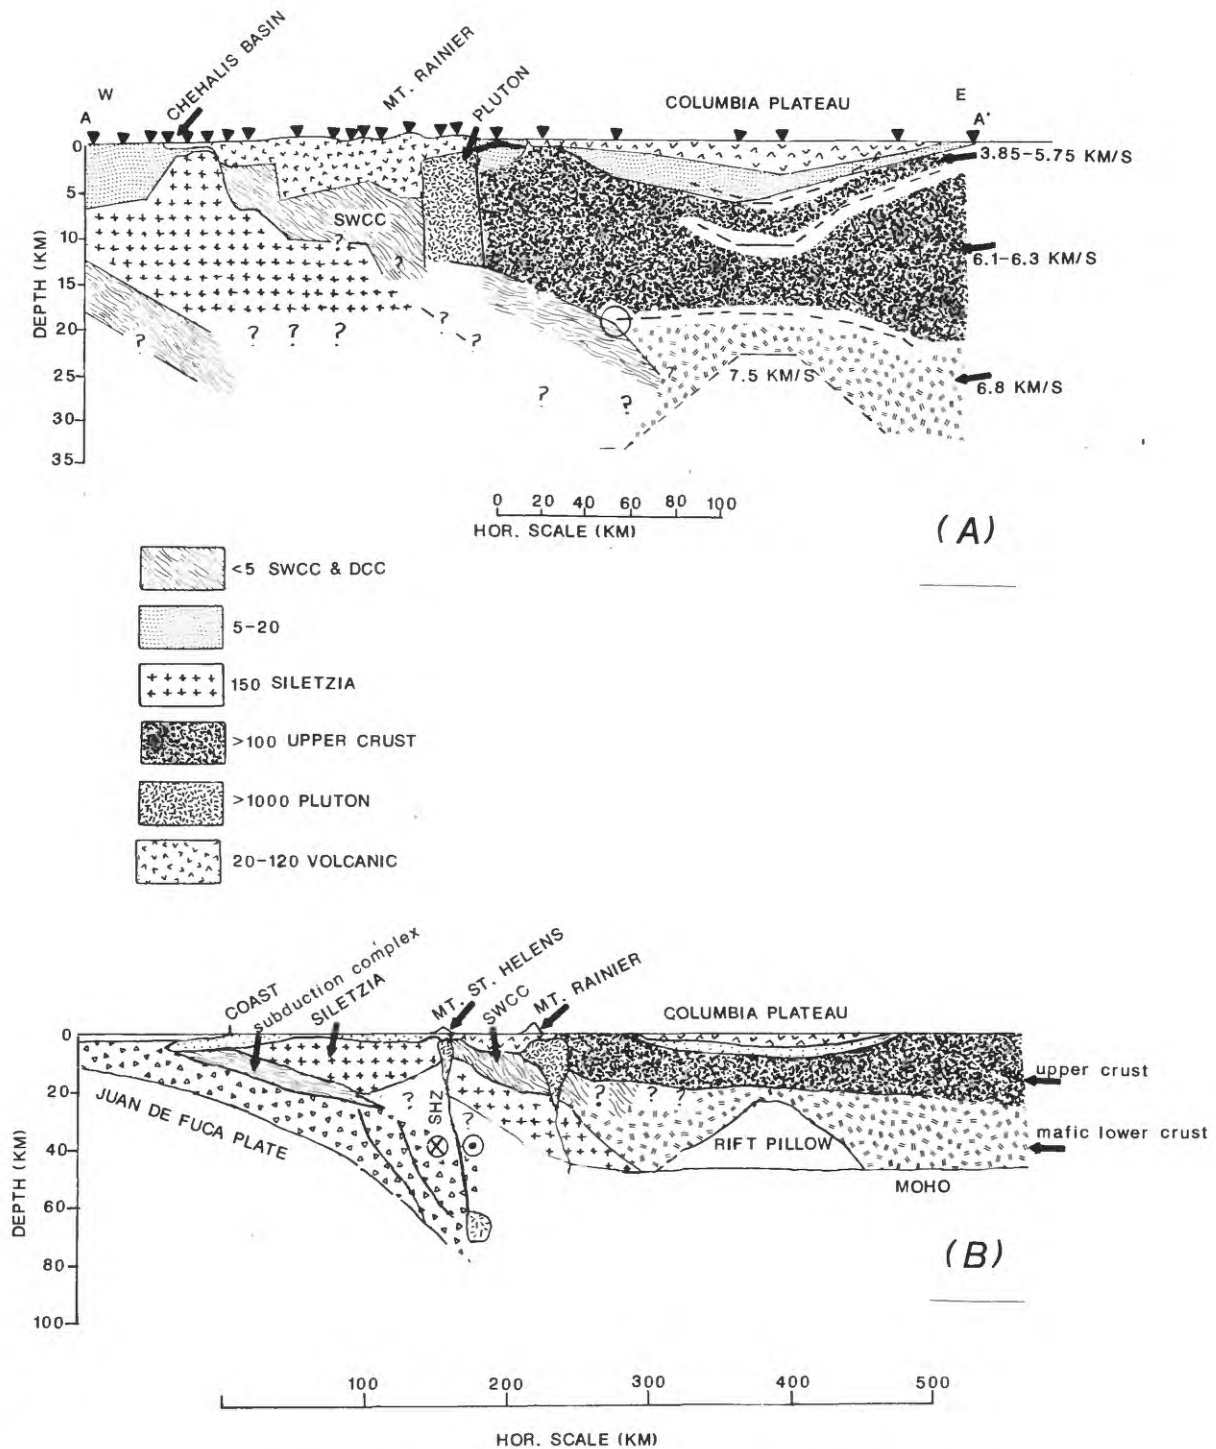 CHEHALIS BASIN
MT. RAINIER
PLUTON
COLUMBIA PLATEAU
W
E
A
A'
0
5
10
15
20
25
30
35
DEPTH (KM)
SWCC
?
?
?
?
?
?
?
?
?
?
?
?
3.85–5.75 KM/S
6.1–6.3 KM/S
7.5 KM/S
6.8 KM/S
0 20 40 60 80 100
HOR. SCALE (KM)
(A)
<5 SWCC & DCC
5–20
150 SILETZIA
>100 UPPER CRUST
>1000 PLUTON
20–120 VOLCANIC
COAST
subduction complex
SILETZIA
MT. ST. HELENS
SWCC
MT. RAINIER
COLUMBIA PLATEAU
0
20
40
60
80
100
DEPTH (KM)
JUAN DE FUCA PLATE
?
SHZ
?
?
?
?
RIFT PILLOW
MOHO
upper crust
mafic lower crust
(B)
100 200 300 400 500
HOR. SCALE (KM)